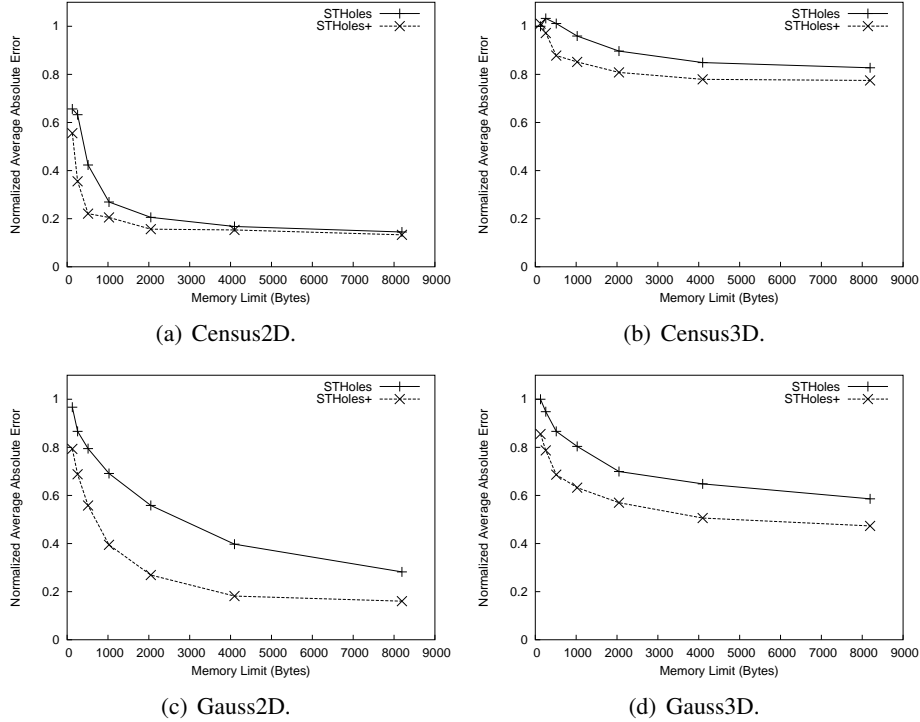 STHoles
STHoles+
Normalized Average Absolute Error
1
0.8
0.6
0.4
0.2
0
0 1000 2000 3000 4000 5000 6000 7000 8000 9000
Memory Limit (Bytes)
(a) Census2D.
STHoles
STHoles+
Normalized Average Absolute Error
1
0.8
0.6
0.4
0.2
0
0 1000 2000 3000 4000 5000 6000 7000 8000 9000
Memory Limit (Bytes)
(b) Census3D.
STHoles
STHoles+
Normalized Average Absolute Error
1
0.8
0.6
0.4
0.2
0
0 1000 2000 3000 4000 5000 6000 7000 8000 9000
Memory Limit (Bytes)
(c) Gauss2D.
STHoles
STHoles+
Normalized Average Absolute Error
1
0.8
0.6
0.4
0.2
0
0 1000 2000 3000 4000 5000 6000 7000 8000 9000
Memory Limit (Bytes)
(d) Gauss3D.